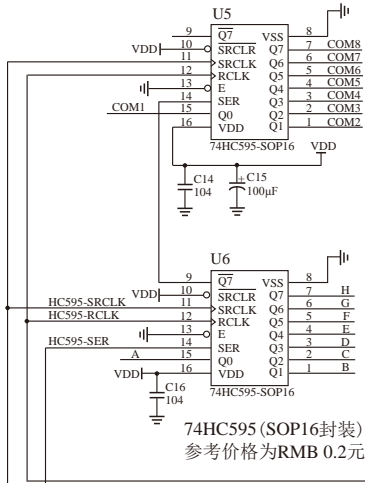 U5
9 Q7 VSS 8
VDD 10 SRCLR Q7 7 COM8
11 SRCLK Q6 6 COM7
12 RCLK Q5 5 COM6
13 E Q4 4 COM5
14 SER Q3 3 COM4
COM1 15 Q0 Q2 2 COM3
16 VDD Q1 1 COM2
74HC595-SOP16
VDD
C14
104
+ C15
100μF
U6
9 Q7 VSS 8
VDD 10 SRCLR Q7 7 H
HC595-SRCLK 11 SRCLK Q6 6 G
HC595-RCLK 12 RCLK Q5 5 F
13 E Q4 4 E
HC595-SER 14 SER Q3 3 D
A 15 Q0 Q2 2 C
VDD 16 VDD Q1 1 B
74HC595-SOP16
C16
104
74HC595(SOP16封装)
参考价格为RMB 0.2元